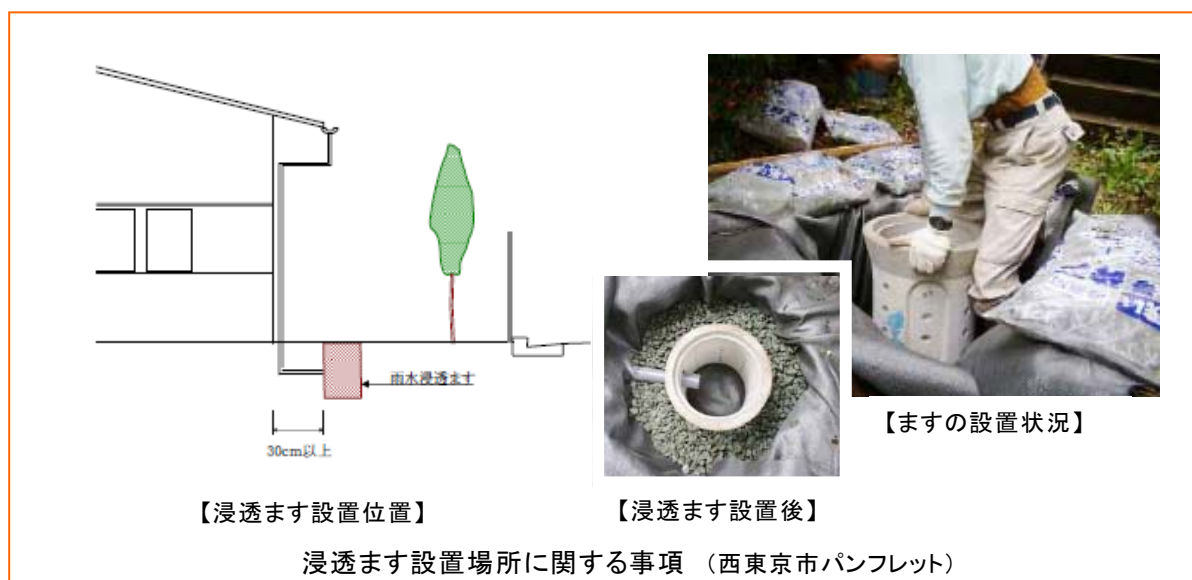 雨水浸透ます
30cm以上
【ますの設置状況】
【浸透ます設置位置】
【浸透ます設置後】
浸透ます設置場所に関する事項 （西東京市パンフレット）